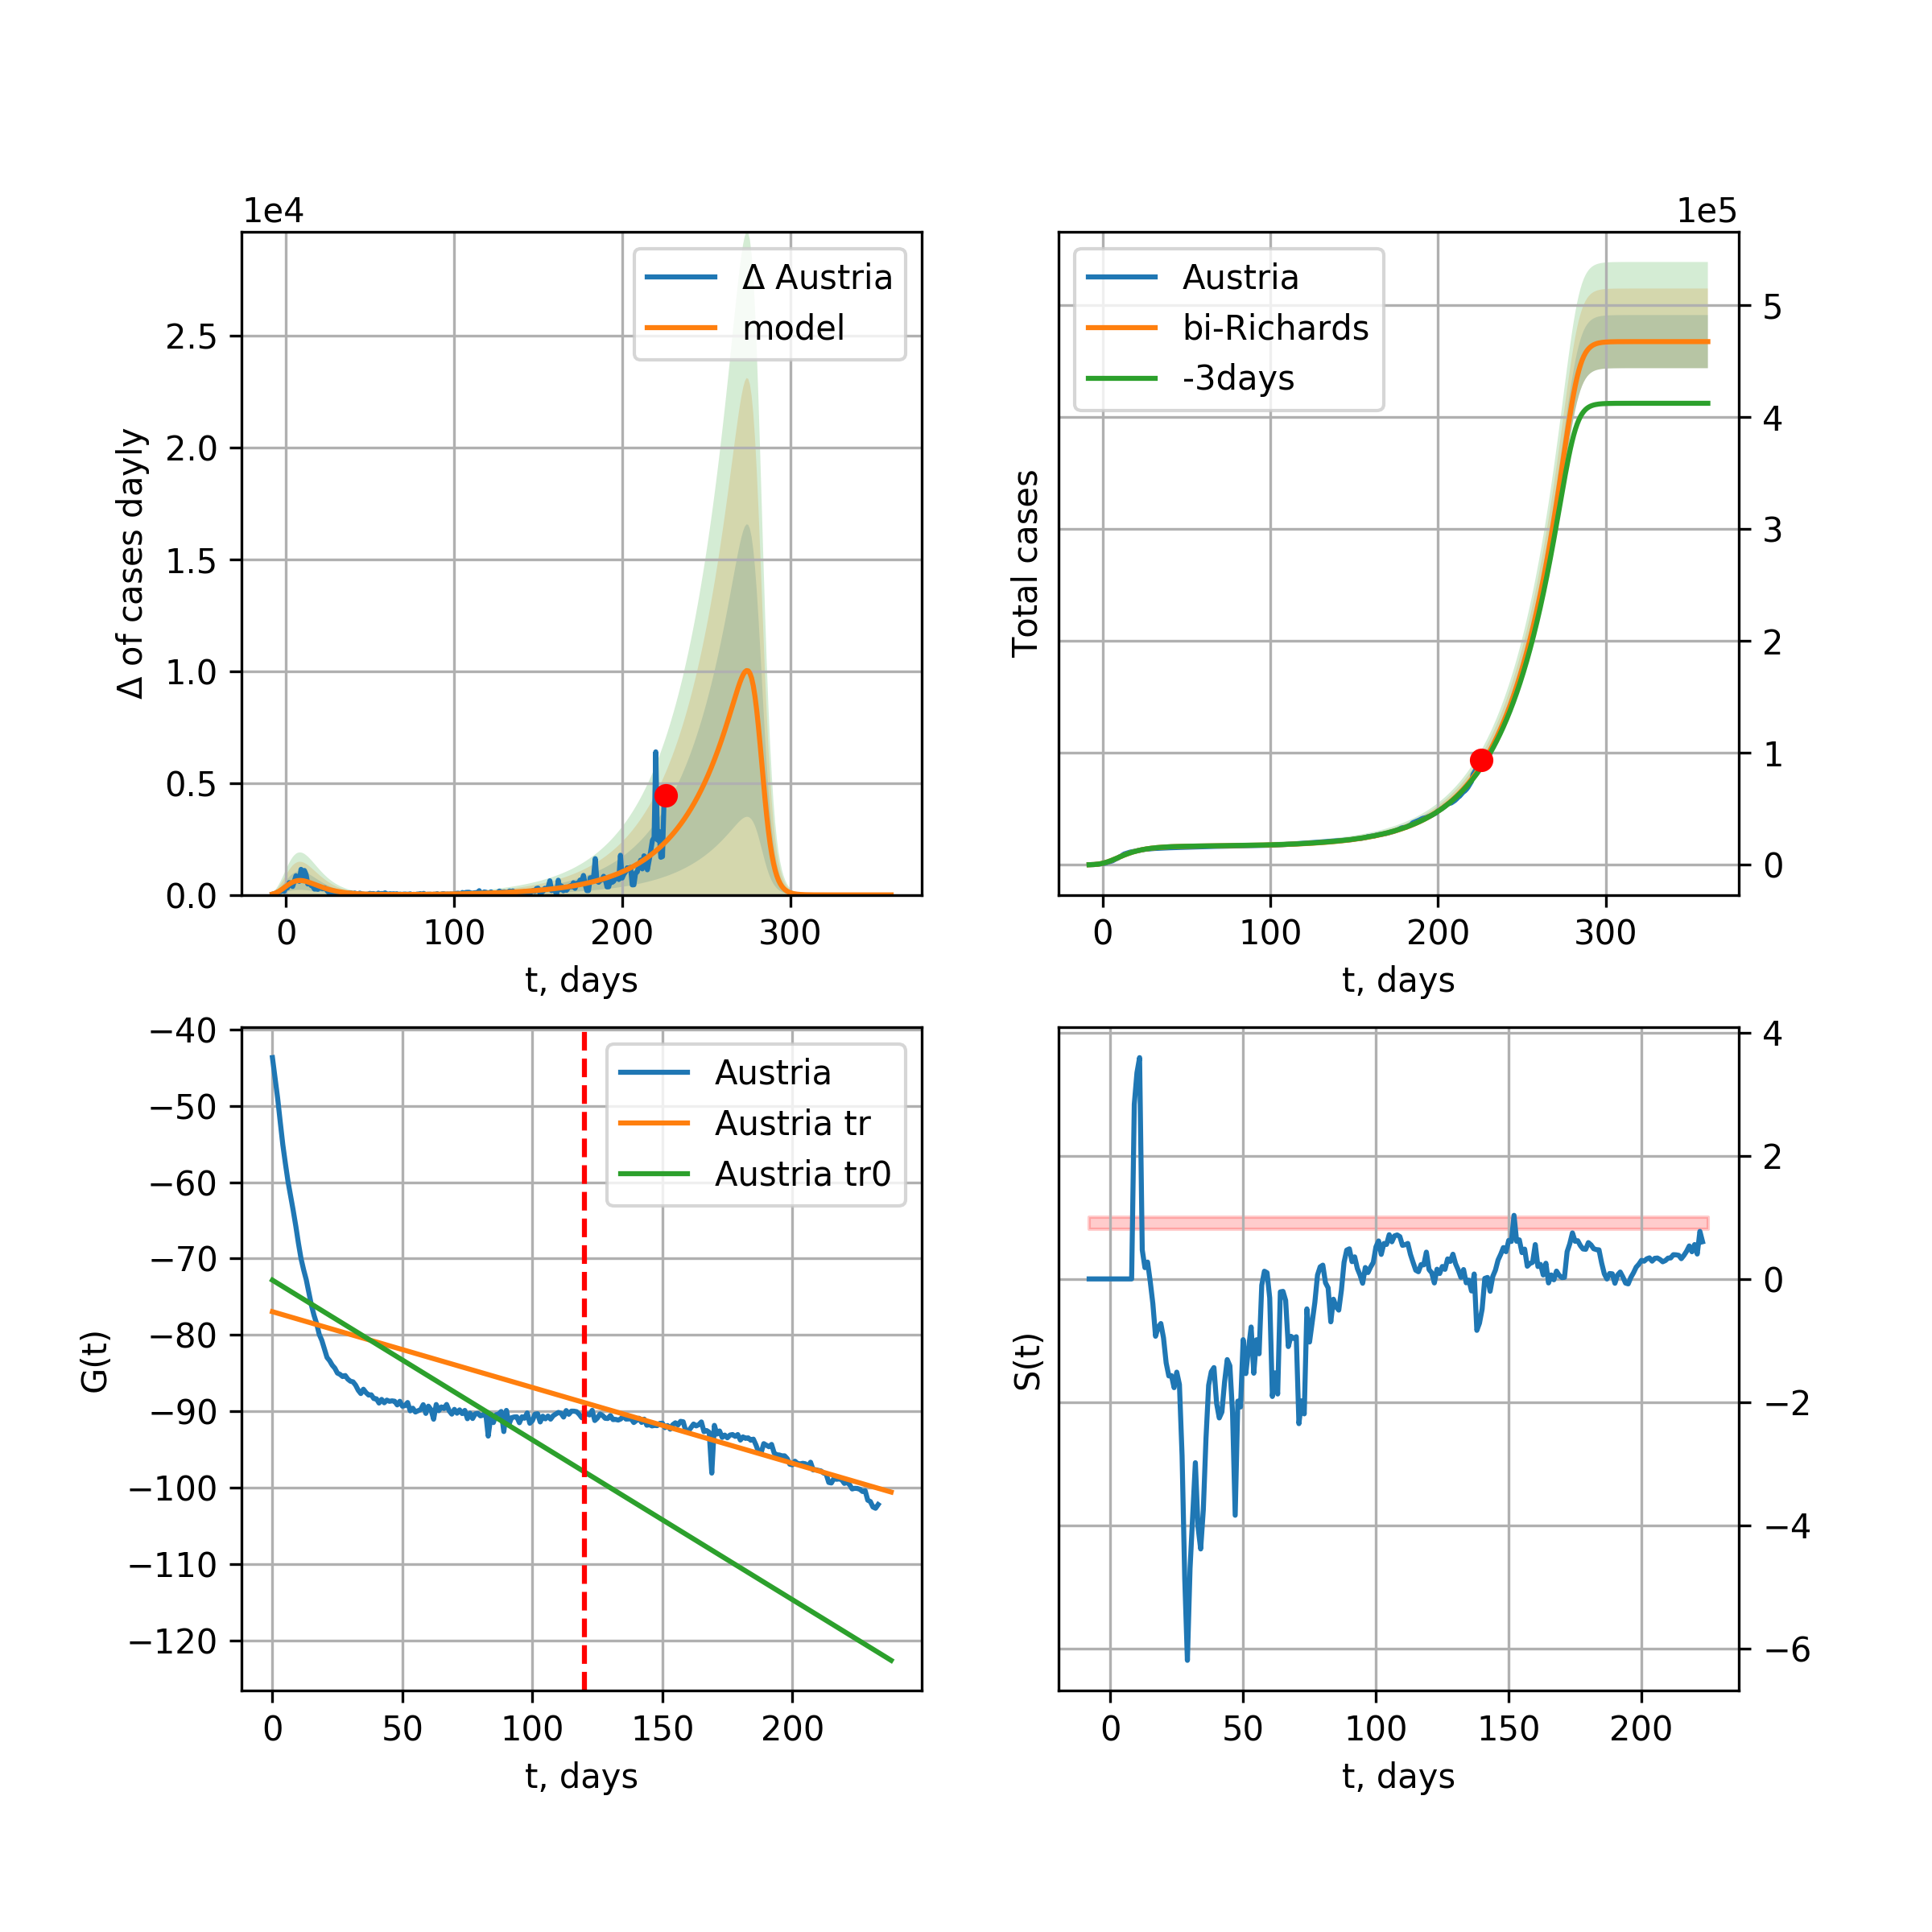 1e4
Δ of cases dayly
2.5
2.0
1.5
1.0
0.5
0.0
0 100 200 300
t, days
Δ Austria
model
1e5
Total cases
5
4
3
2
1
0
0 100 200 300
t, days
Austria
bi-Richards
-3days
G(t)
−40
−50
−60
−70
−80
−90
−100
−110
−120
0 50 100 150 200
t, days
Austria
Austria tr
Austria tr0
S(t)
4
2
0
−2
−4
−6
0 50 100 150 200
t, days